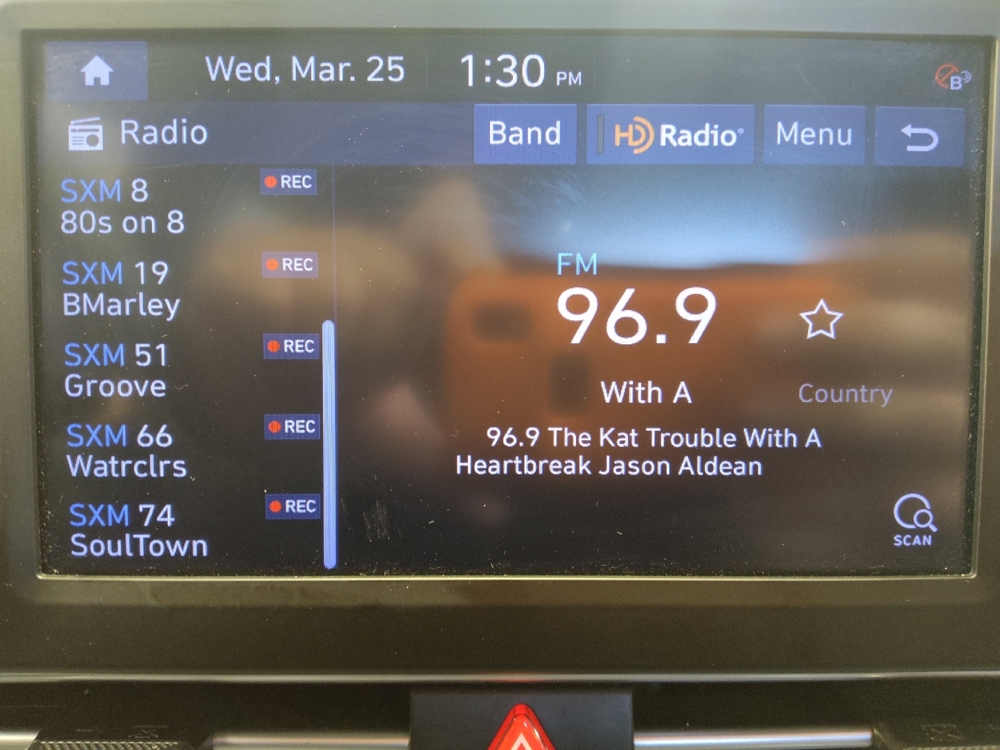 Wed, Mar. 25 1:30 PM
B
Radio Band HD Radio® Menu
SXM 8 REC
80s on 8
SXM 19 REC
BMarley
SXM 51 REC
Groove
SXM 66 REC
Watrclrs
SXM 74 REC
SoulTown
FM
96.9
With A Country
96.9 The Kat Trouble With A
Heartbreak Jason Aldean
SCAN